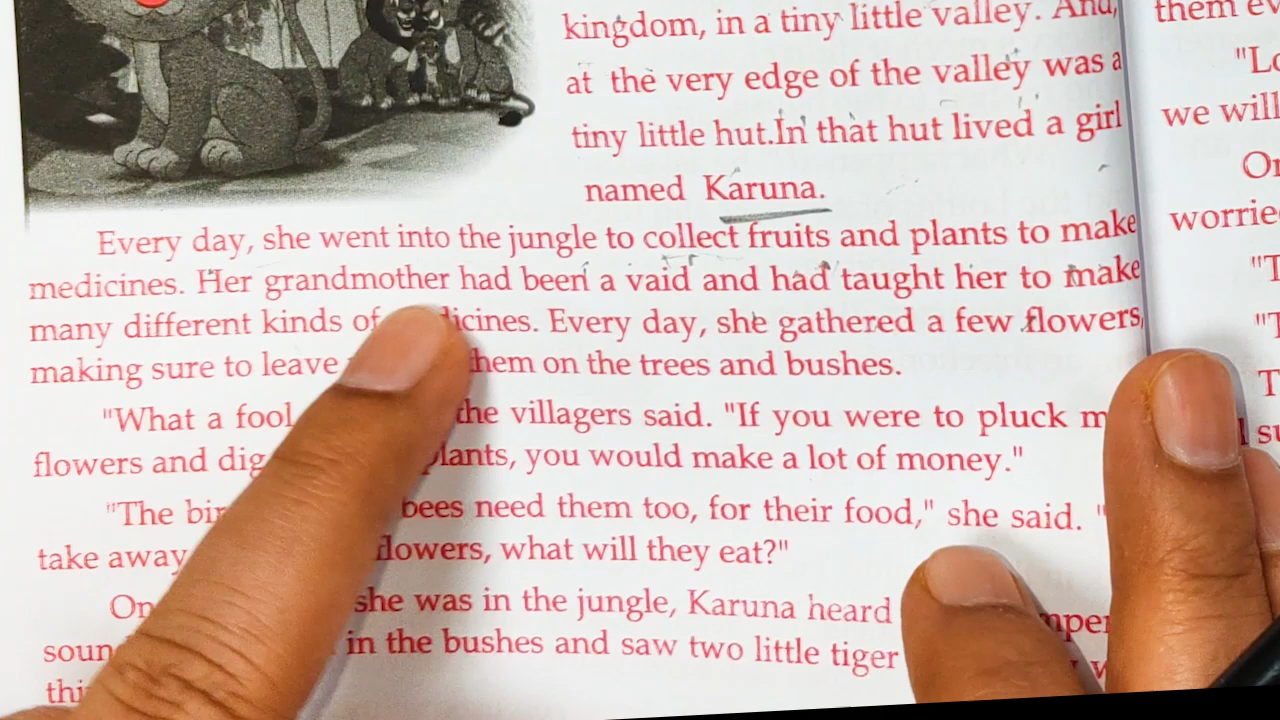 kingdom, in a tiny little valley. And,
at the very edge of the valley was a
tiny little hut.In that hut lived a girl
named Karuna.
Every day, she went into the jungle to collect fruits and plants to make
medicines. Her grandmother had been a vaid and had taught her to make
many different kinds of icines. Every day, she gathered a few flowers,
making sure to leave them on the trees and bushes.
"What a fool the villagers said. "If you were to pluck
flowers and dig plants, you would make a lot of money."
"The bees need them too, for their food," she said. "
take away flowers, what will they eat?"
she was in the jungle, Karuna heard
in the bushes and saw two little tiger
them
we will
worrie